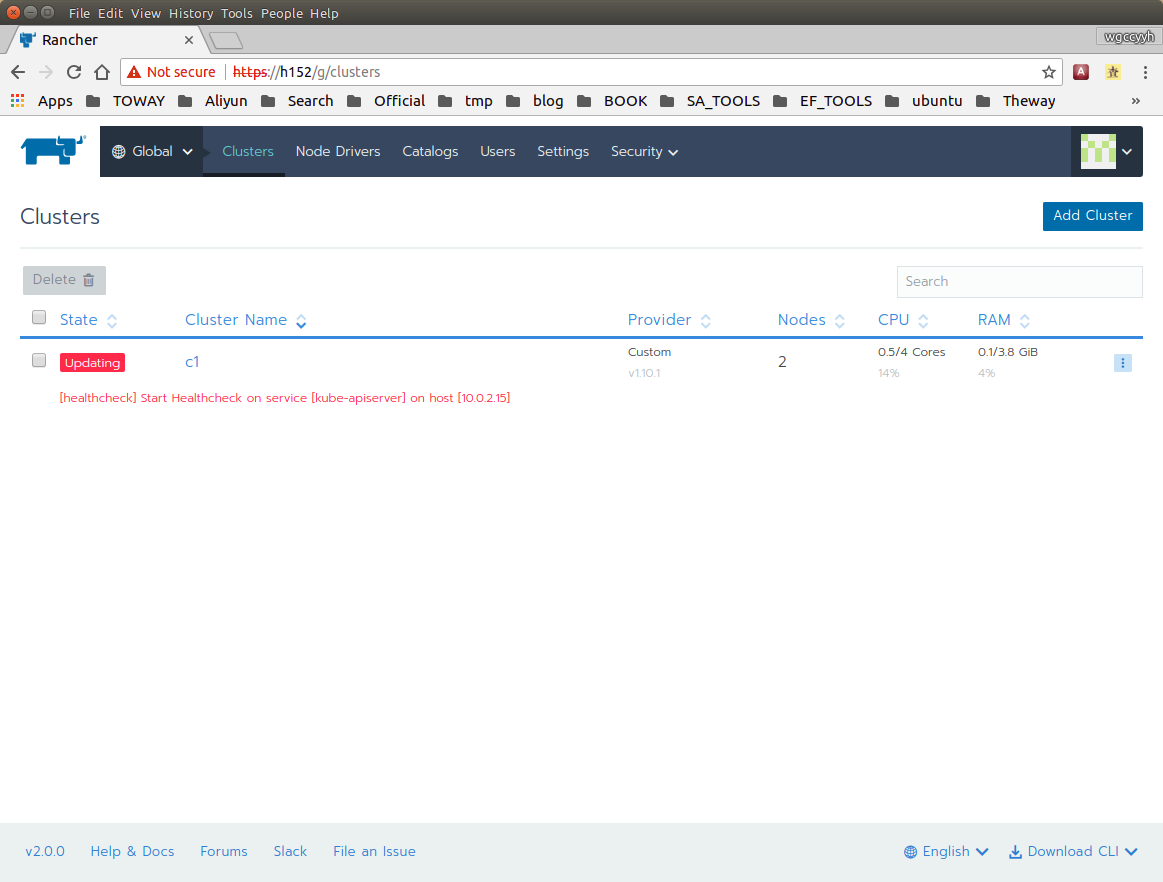 File Edit View History Tools People Help
Rancher
wgccyyh
Not secure https://h152/g/clusters
Apps TOWAY Aliyun Search Official tmp blog BOOK SA_TOOLS EF_TOOLS ubuntu Theway »
Global Clusters Node Drivers Catalogs Users Settings Security
Clusters Add Cluster
Delete Search
State Cluster Name Provider Nodes CPU RAM
Updating c1 Custom 2 0.5/4 Cores 0.1/3.8 GiB
v1.10.1 14% 4%
[healthcheck] Start Healthcheck on service [kube-apiserver] on host [10.0.2.15]
v2.0.0 Help & Docs Forums Slack File an Issue English Download CLI